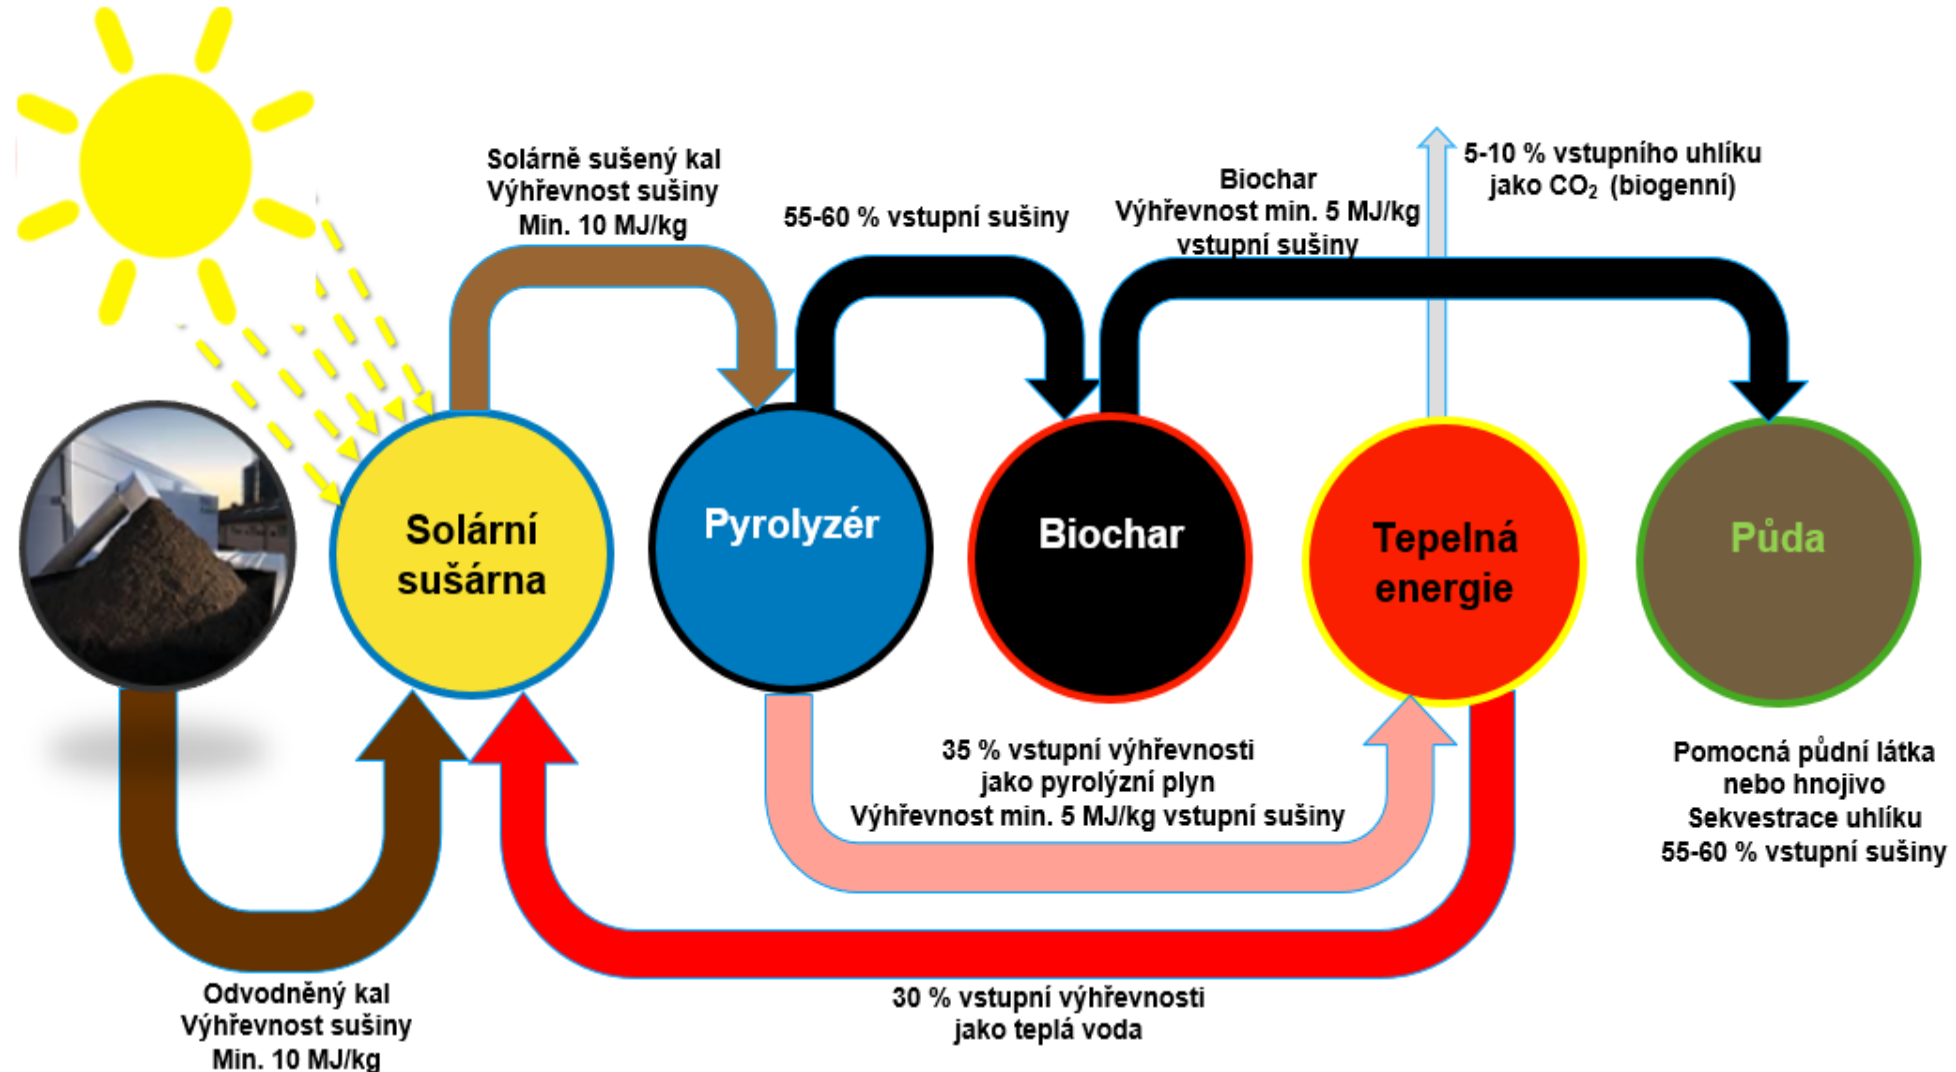 Solárně sušený kal
Výhřevnost sušiny
Min. 10 MJ/kg
55-60 % vstupní sušiny
Biochar
Výhřevnost min. 5 MJ/kg
vstupní sušiny
5-10 % vstupního uhlíku
jako CO₂ (biogenní)
Solární
sušárna
Pyrolyzér
Biochar
Tepelná
energie
Půda
35 % vstupní výhřevnosti
jako pyrolýzní plyn
Výhřevnost min. 5 MJ/kg vstupní sušiny
Pomocná půdní látka
nebo hnojivo
Sekvestrace uhlíku
55-60 % vstupní sušiny
Odvodněný kal
Výhřevnost sušiny
Min. 10 MJ/kg
30 % vstupní výhřevnosti
jako teplá voda